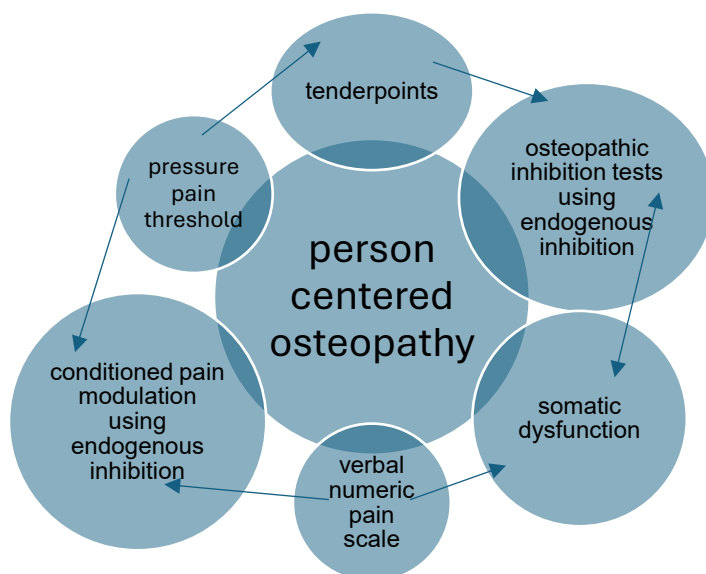 tenderpoints
pressure
pain
threshold
osteopathic
inhibition tests
using
endogenous
inhibition
person
centered
osteopathy
conditioned pain
modulation
using
endogenous
inhibition
somatic
dysfunction
verbal
numeric
pain
scale